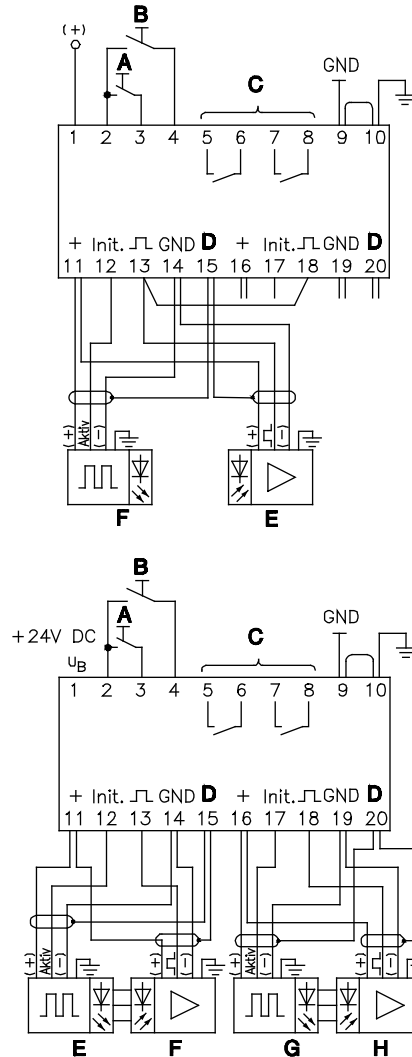 B
(+)
A
C
GND
1 2 3 4 5 6 7 8 9 10
+ Init. GND D + Init. GND D
11 12 13 14 15 16 17 18 19 20
(+) Aktiv (-) (+) (-)
F E
B
+24V DC
A
C
GND
uB
1 2 3 4 5 6 7 8 9 10
+ Init. GND D + Init. GND D
11 12 13 14 15 16 17 18 19 20
(+) Aktiv (-) (+) (-) (+) Aktiv (-) (+) (-)
E F G H